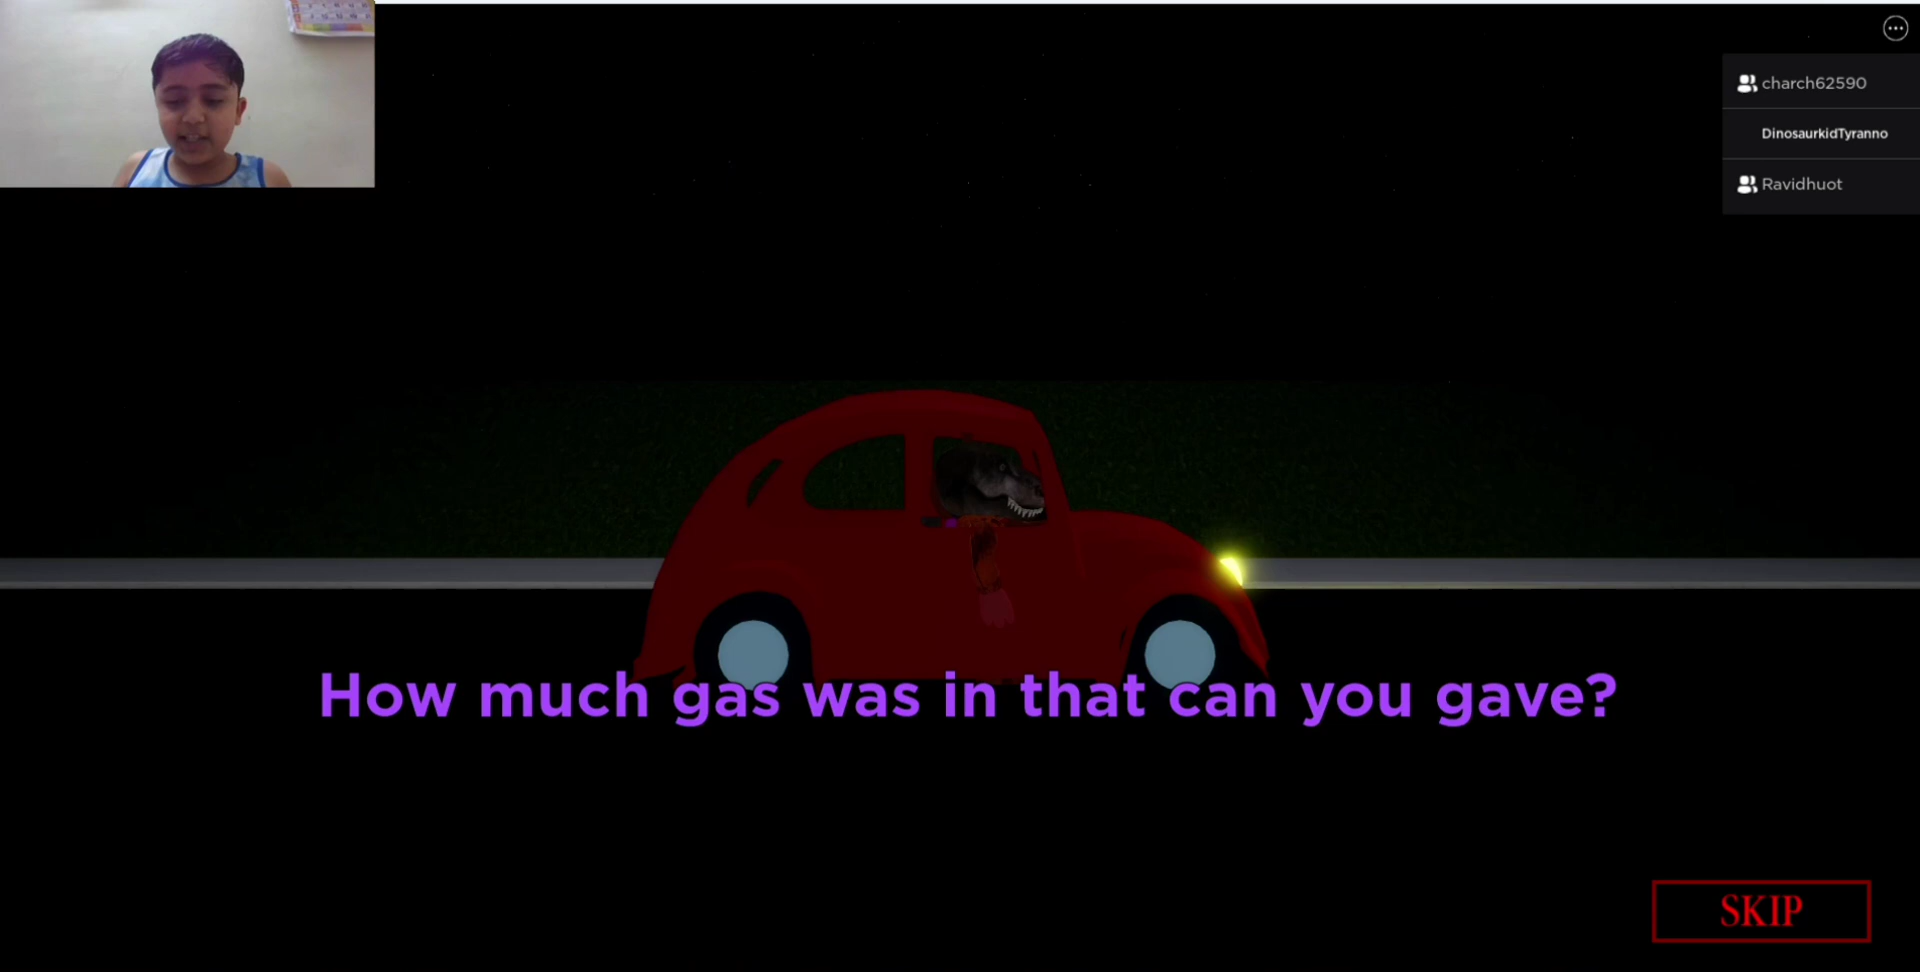 charch62590
DinosaurkidTyranno
Ravidhuot
How much gas was in that can you gave?
SKIP